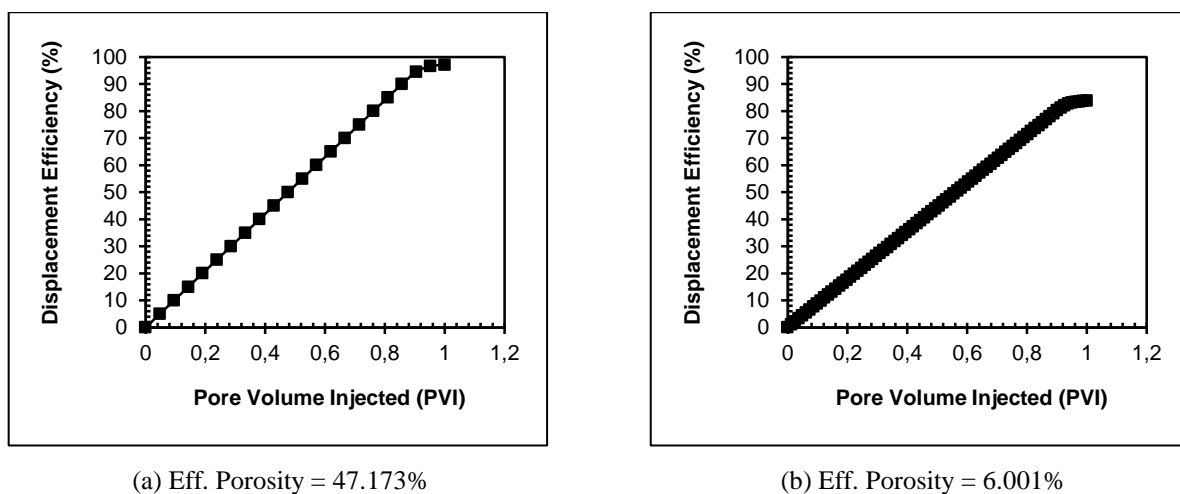 Displacement Efficiency (%)
100
90
80
70
60
50
40
30
20
10
0
0 0,2 0,4 0,6 0,8 1 1,2
Pore Volume Injected (PVI)
(a) Eff. Porosity = 47.173%
Displacement Efficiency (%)
100
90
80
70
60
50
40
30
20
10
0
0 0,2 0,4 0,6 0,8 1 1,2
Pore Volume Injected (PVI)
(b) Eff. Porosity = 6.001%